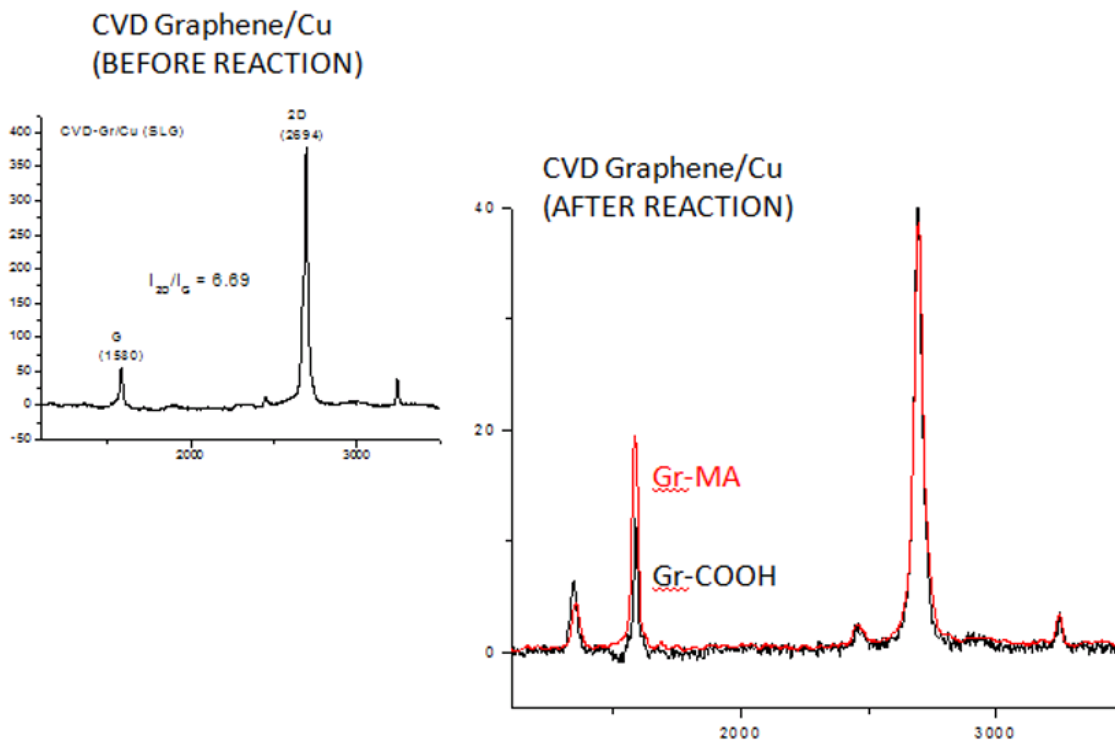 CVD Graphene/Cu
(BEFORE REACTION)
CVD-Gr/Cu (SLG)
2D
(2694)
I2D/IG = 6.69
G
(1580)
400
350
300
250
200
150
100
50
0
-50
2000
3000
CVD Graphene/Cu
(AFTER REACTION)
40
20
0
Gr-MA
Gr-COOH
2000
3000